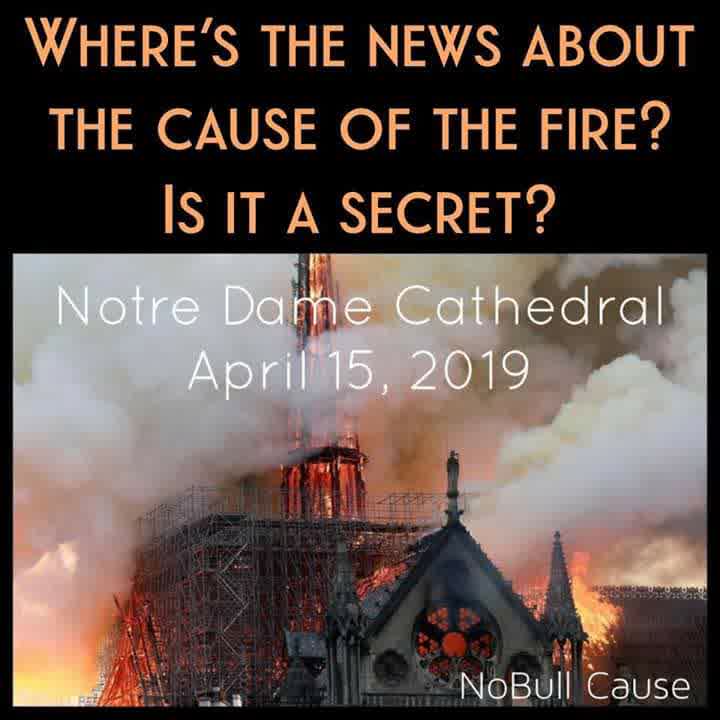 Where's the news about
the cause of the fire?
Is it a secret?
Notre Dame Cathedral
April 15, 2019
NoBull Cause